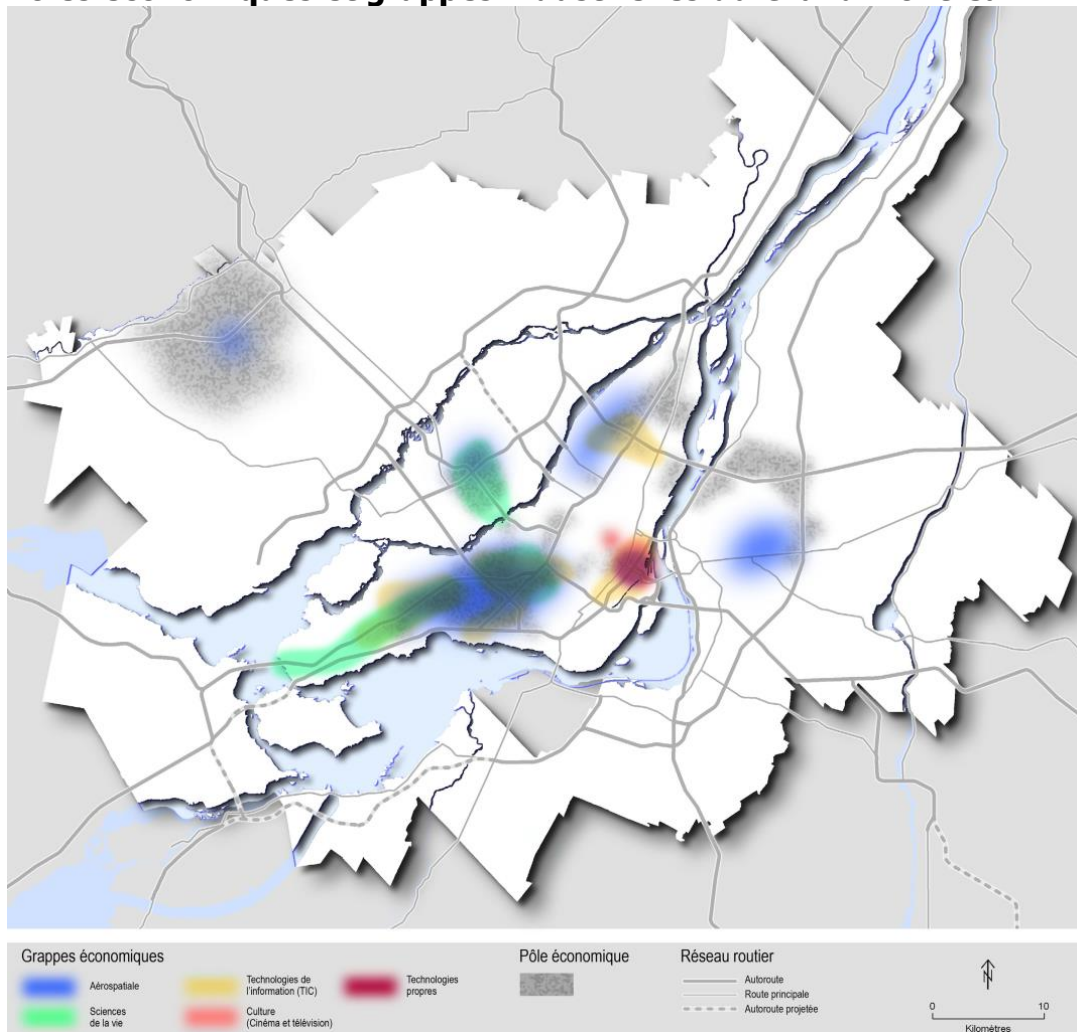 Grappes économiques
Aérospatiale
Sciences
de la vie
Technologies de
l'information (TIC)
Culture
(Cinéma et télévision)
Technologies
propres
Pôle économique
Réseau routier
Autoroute
Route principale
Autoroute projetée
N
0 10
Kilomètres